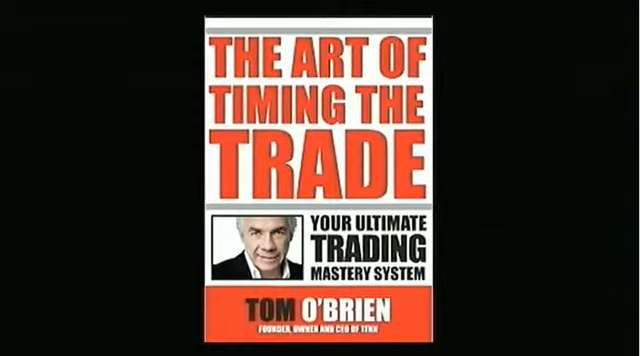 THE ART OF
TIMING THE
TRADE
YOUR ULTIMATE
TRADING
MASTERY SYSTEM
TOM O'BRIEN
FOUNDER, OWNER AND CEO OF TFNN